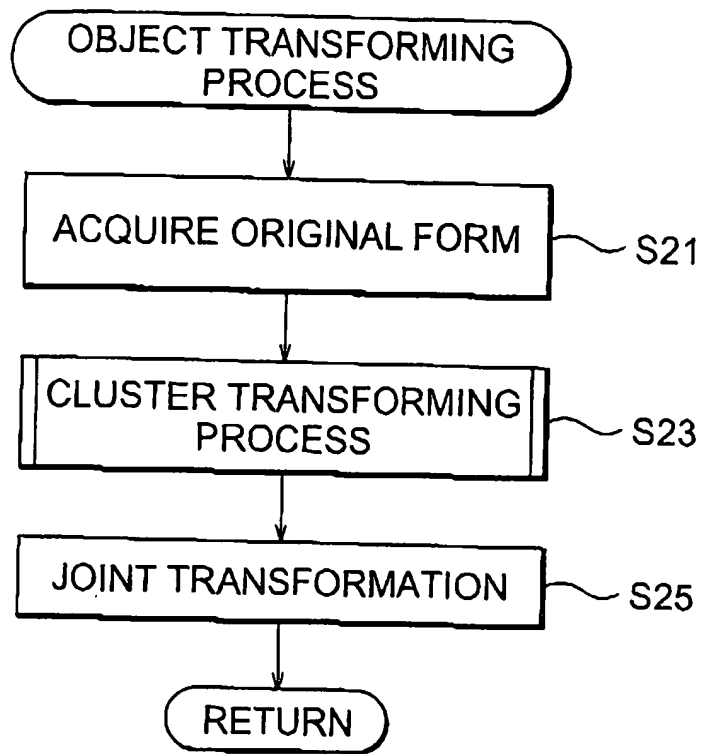 OBJECT TRANSFORMING
PROCESS
ACQUIRE ORIGINAL FORM
S21
CLUSTER TRANSFORMING
PROCESS
S23
JOINT TRANSFORMATION
S25
RETURN